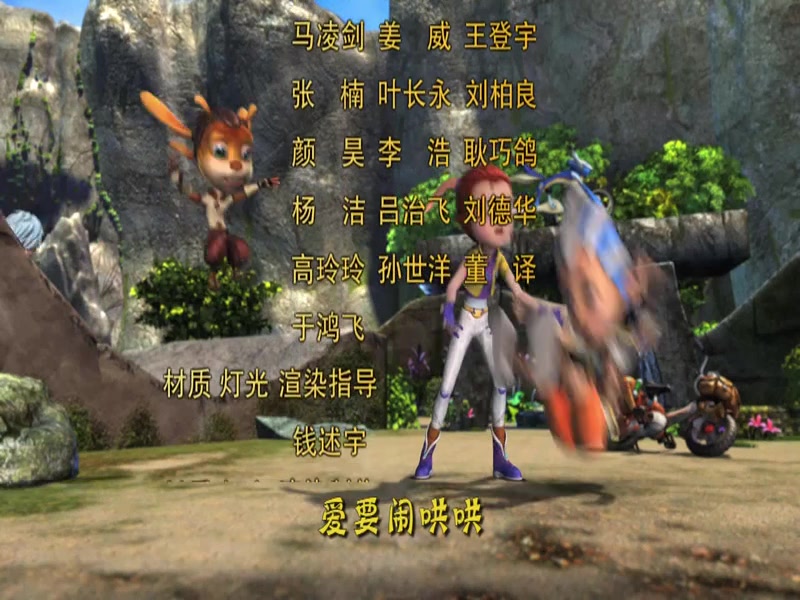 马凌剑 姜 威 王登宇
张 楠 叶长永 刘柏良
颜 昊 李 浩 耿巧鸽
杨 洁 吕治飞 刘德华
高玲玲 孙世洋 董 译
于鸿飞
材质 灯光 渲染指导
钱述宇
爱要闹哄哄